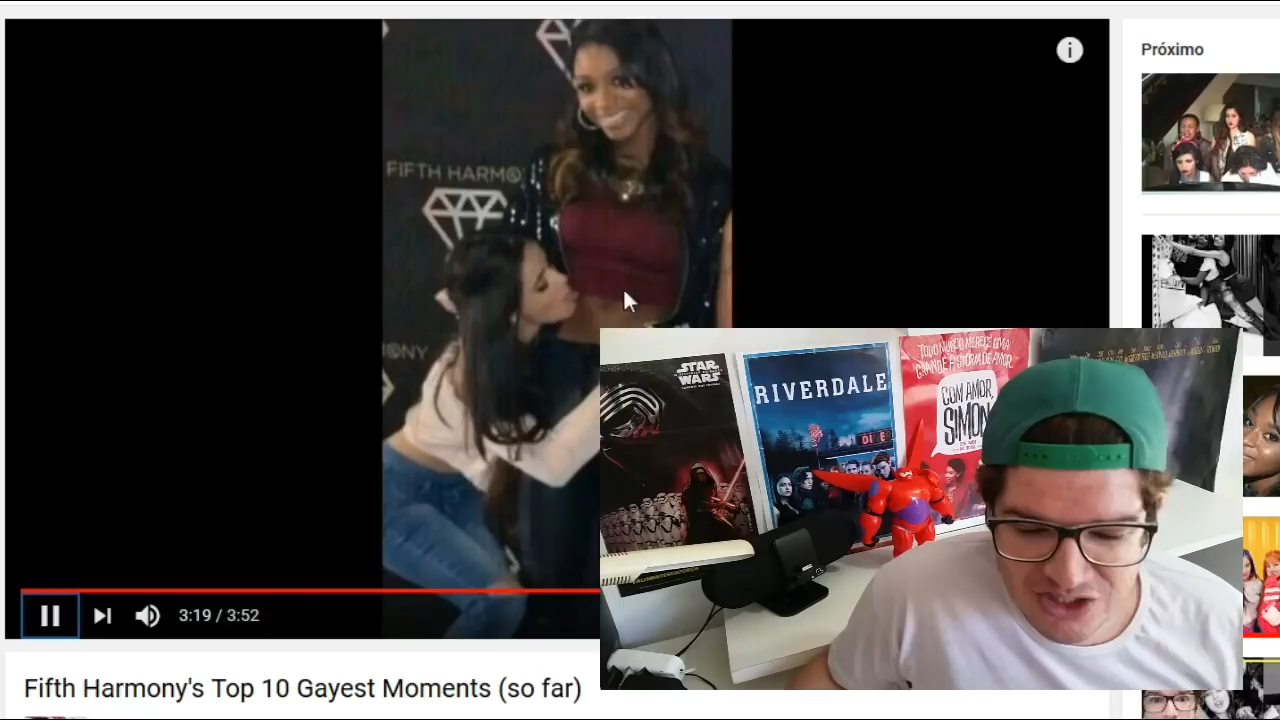 Próximo
FIFTH HARMO
ONY
STAR
WARS
RIVERDALE
TODO MUNDO MERECE UMA
GRANDE HISTÓRIA DE AMOR.
COM AMOR,
SIMON
3:19 / 3:52
Fifth Harmony's Top 10 Gayest Moments (so far)